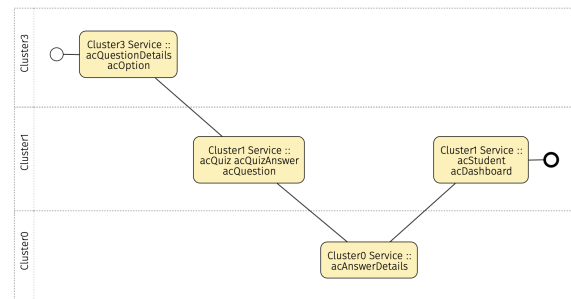 Cluster3
Cluster3 Service ::
acQuestionDetails
acOption
Cluster1
Cluster1 Service ::
acQuiz acQuizAnswer
acQuestion
Cluster1 Service ::
acStudent
acDashboard
Cluster0
Cluster0 Service ::
acAnswerDetails